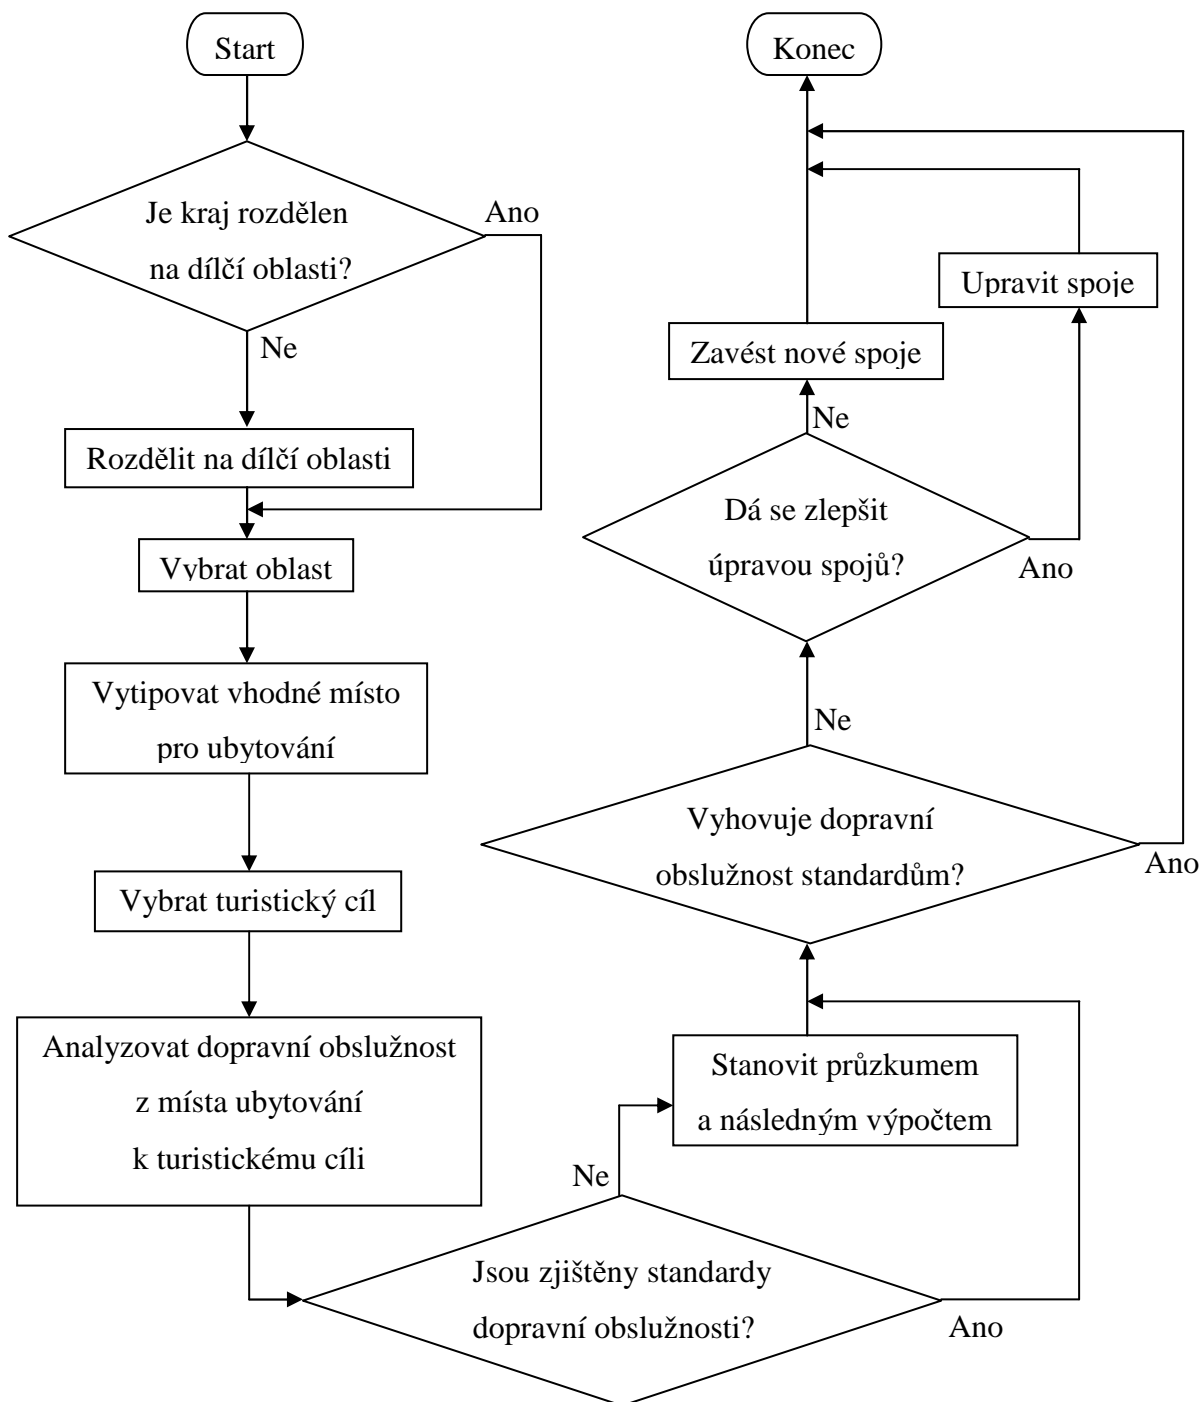 Start
Je kraj rozdělen
na dílčí oblasti?
Ano
Ne
Rozdělit na dílčí oblasti
Vybrat oblast
Vytipovat vhodné místo
pro ubytování
Vybrat turistický cíl
Analyzovat dopravní obslužnost
z místa ubytování
k turistickému cíli
Jsou zjištěny standardy
dopravní obslužnosti?
Ne
Ano
Stanovit průzkumem
a následným výpočtem
Vyhovuje dopravní
obslužnost standardům?
Ano
Ne
Dá se zlepšit
úpravou spojů?
Ano
Ne
Zavést nové spoje
Upravit spoje
Konec